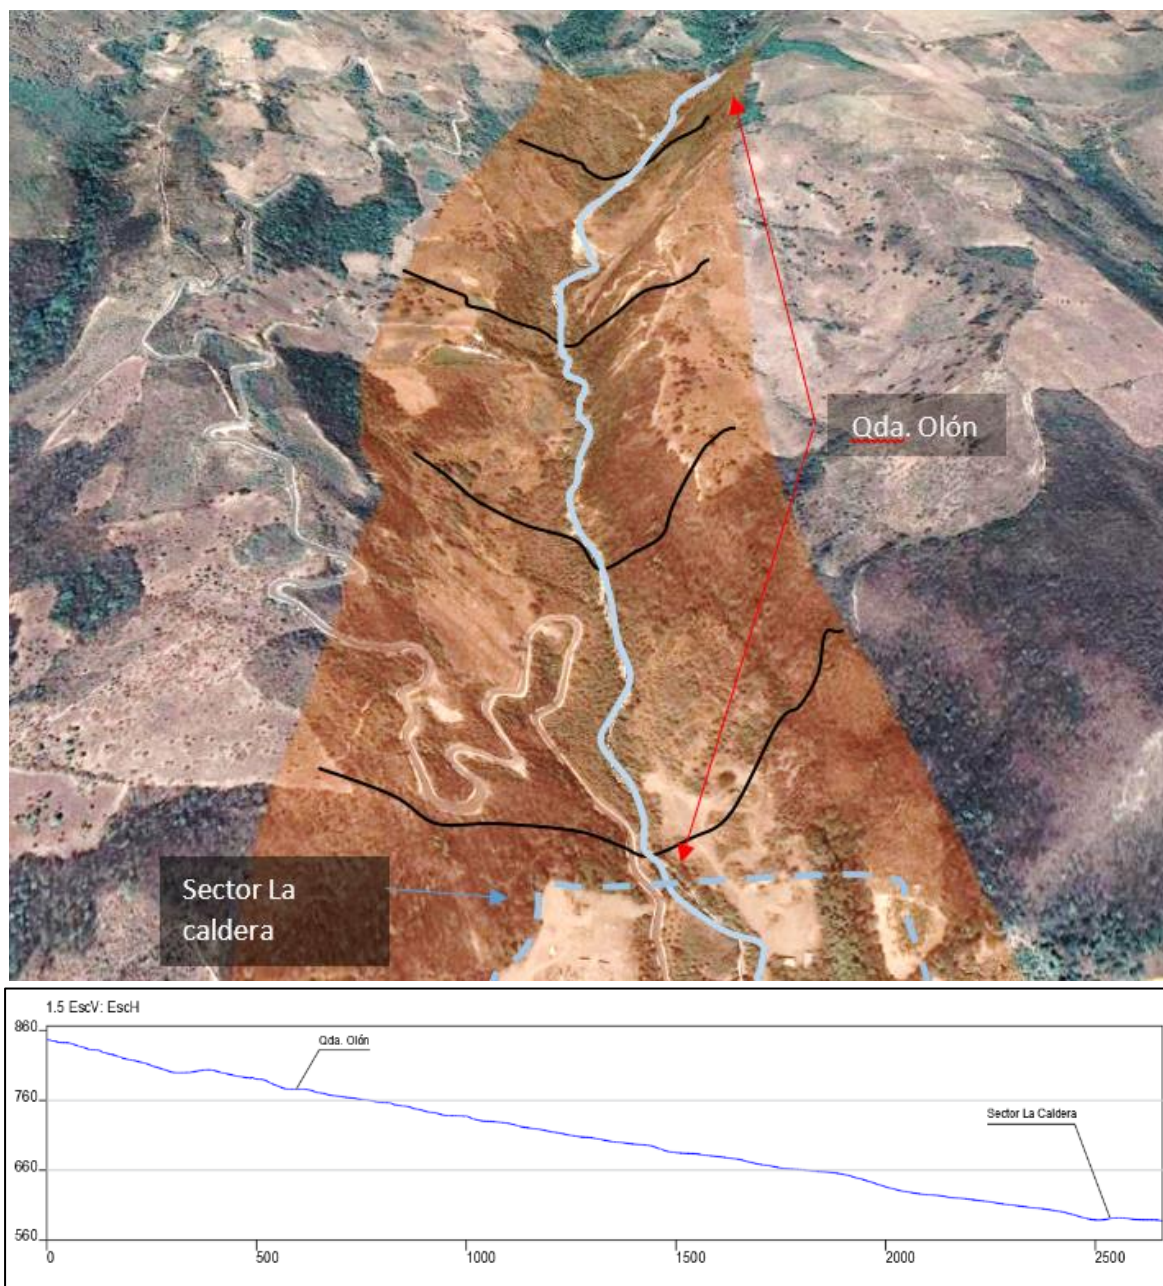 Qda. Olón
Sector La
caldera
1.5 EscV: EscH
860
Qda. Olón
760
Sector La Caldera
660
560
0 500 1000 1500 2000 2500